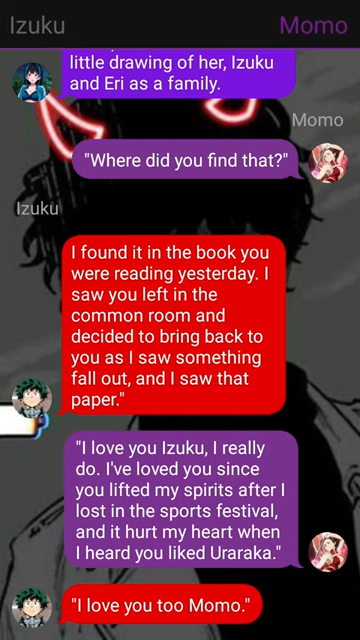 Izuku
Momo
little drawing of her, Izuku
and Eri as a family.
Momo
"Where did you find that?"
Izuku
I found it in the book you
were reading yesterday. I
saw you left in the
common room and
decided to bring back to
you as I saw something
fall out, and I saw that
paper."
"I love you Izuku, I really
do. I've loved you since
you lifted my spirits after I
lost in the sports festival,
and it hurt my heart when
I heard you liked Uraraka."
"I love you too Momo."